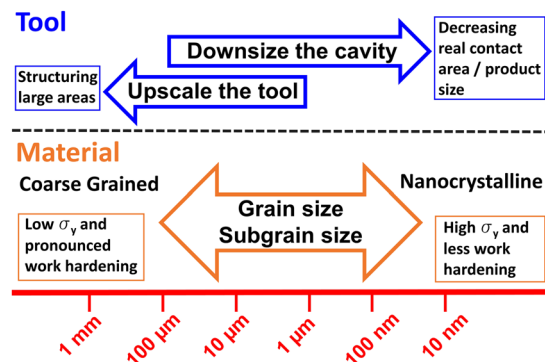 Tool
Downsize the cavity
Decreasing
real contact
area / product
size
Structuring
large areas
Upscale the tool
Material
Coarse Grained
Nanocrystalline
Grain size
Subgrain size
Low σy and
pronounced
work hardening
High σy and
less work
hardening
1 mm
100 µm
10 µm
1 µm
100 nm
10 nm